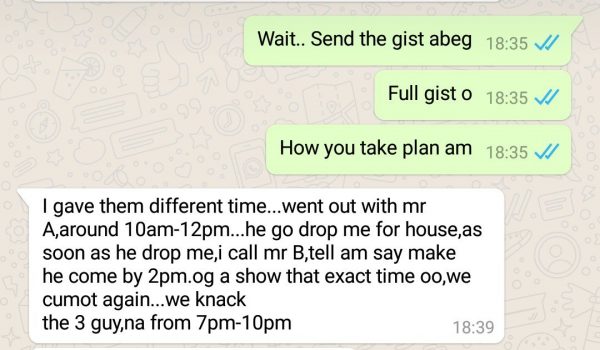 Wait.. Send the gist abeg 18:35
Full gist o 18:35
How you take plan am 18:35
I gave them different time...went out with mr
A,around 10am-12pm...he go drop me for house,as
soon as he drop me,i call mr B,tell am say make
he come by 2pm.og a show that exact time oo,we
cumot again...we knack
the 3 guy,na from 7pm-10pm
18:39